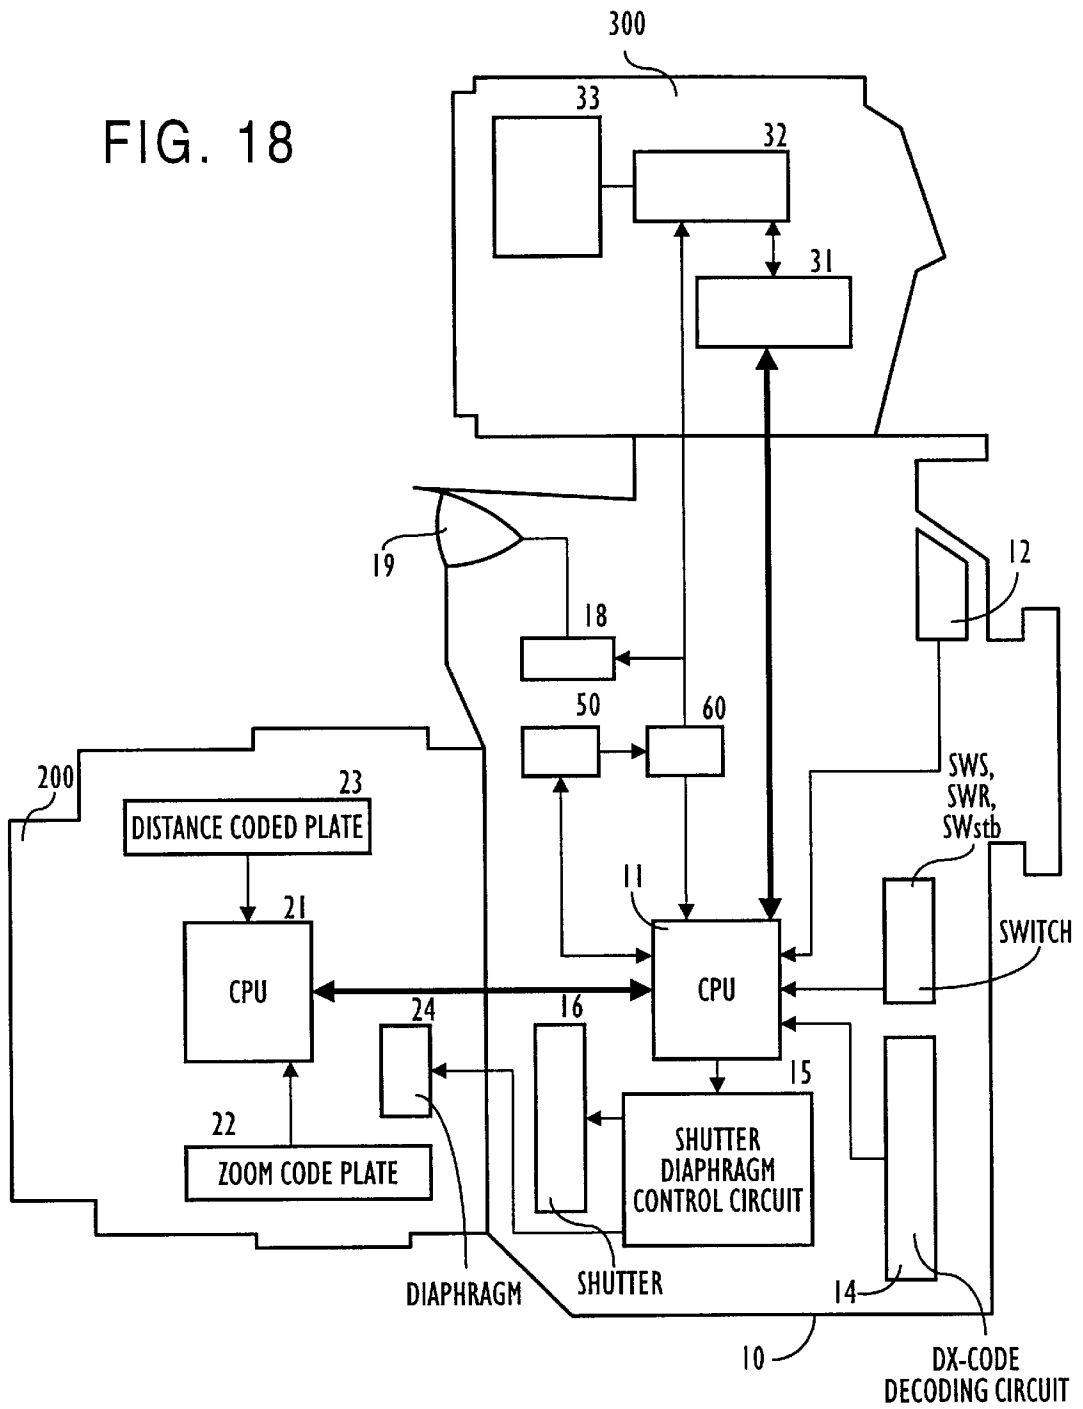 300
FIG. 18
33
32
31
19
12
18
50
60
SWS,
SWR,
SWstb
200
23
DISTANCE CODED PLATE
11
21
SWITCH
CPU
CPU
24
16
15
22
SHUTTER
DIAPHRAGM
CONTROL CIRCUIT
ZOOM CODE PLATE
DIAPHRAGM
SHUTTER
14
10
DX-CODE
DECODING CIRCUIT